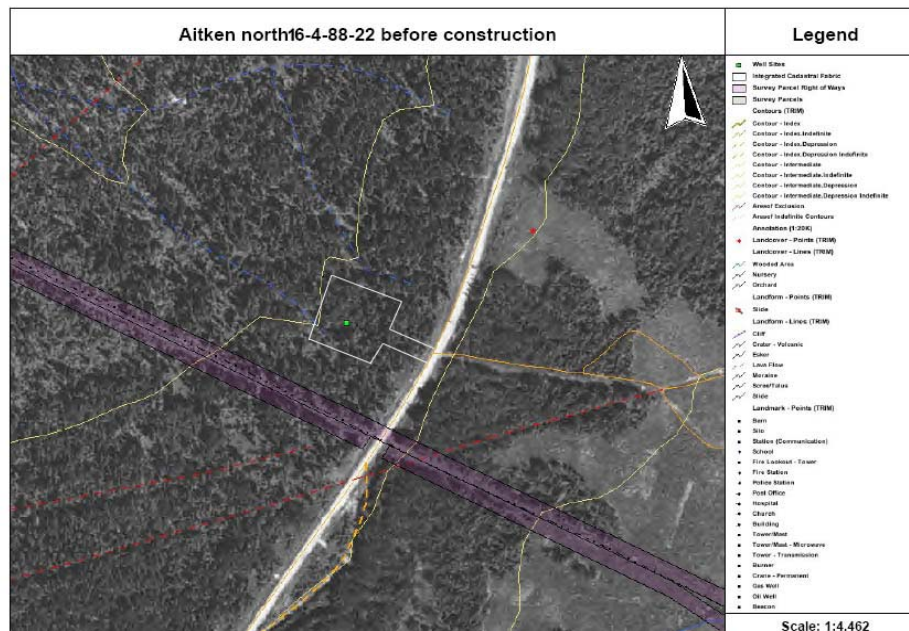 Aitken north16-4-88-22 before construction
Legend
Well Sites
Integrated Cadastral Fabric
Survey Parcel Right of Ways
Survey Parcels
Contours (TRIM)
Contour - Index
Contour - Index.Indefinite
Contour - Index.Depression
Contour - Index.Depression Indefinite
Contour - Intermediate
Contour - Intermediate.Indefinite
Contour - Intermediate.Depression
Contour - Intermediate.Depression Indefinite
Area of Exclusion
Area of Indefinite Contours
Annotation (1:20K)
Landcover - Points (TRIM)
Landcover - Lines (TRIM)
Wooded Area
Nursery
Orchard
Landform - Points (TRIM)
Slide
Landform - Lines (TRIM)
Cliff
Crater - Volcanic
Esker
Lava Flow
Moraine
Scree/Talus
Slide
Landmark - Points (TRIM)
Barn
Silo
Station (Communication)
School
Fire Lookout - Tower
Fire Station
Police Station
Post Office
Hospital
Church
Building
Tower/Mast
Tower/Mast - Microwave
Tower - Transmission
Burner
Crane - Permanent
Gas Well
Oil Well
Beacon
Scale: 1:4.462